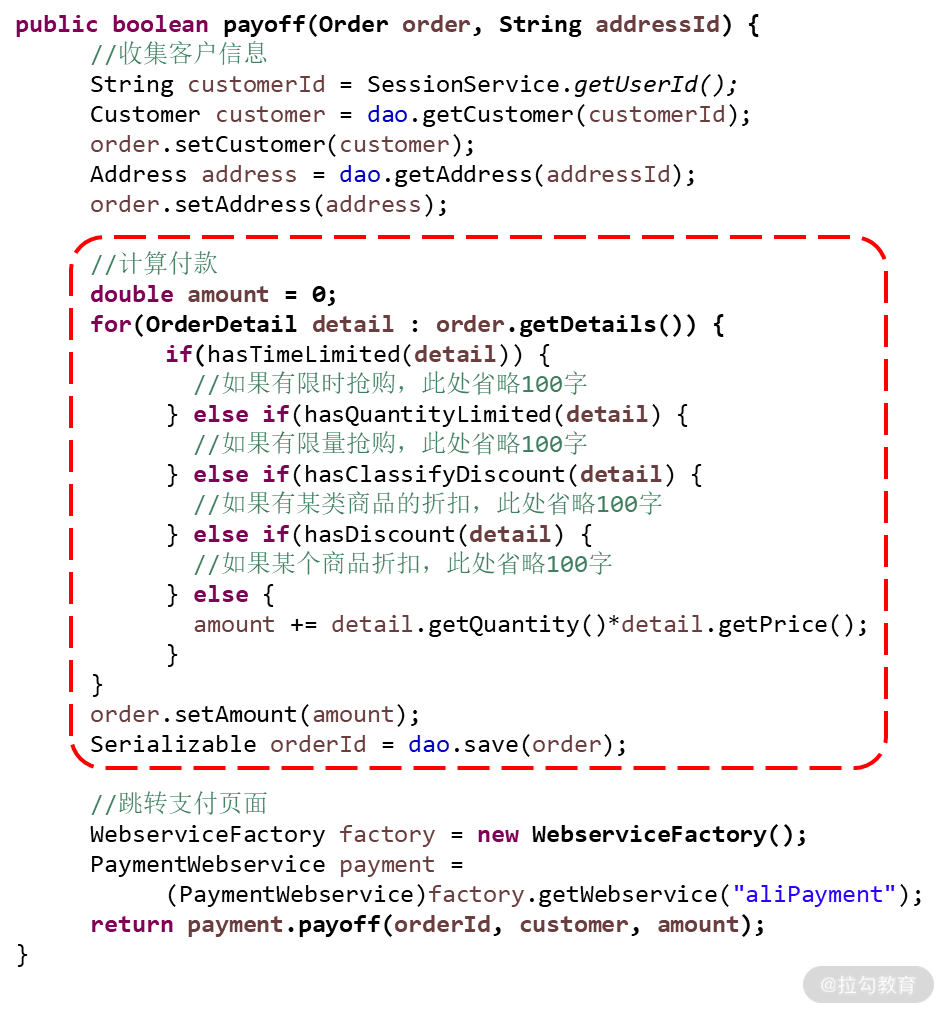 public boolean payoff(Order order, String addressId) {
//收集客户信息
String customerId = SessionService.getUserId();
Customer customer = dao.getCustomer(customerId);
order.setCustomer(customer);
Address address = dao.getAddress(addressId);
order.setAddress(address);
//计算付款
double amount = 0;
for(OrderDetail detail : order.getDetails()) {
if(hasTimeLimited(detail)) {
//如果有限时抢购，此处省略100字
} else if(hasQuantityLimited(detail) {
//如果有限量抢购，此处省略100字
} else if(hasClassifyDiscount(detail) {
//如果有某类商品的折扣，此处省略100字
} else if(hasDiscount(detail) {
//如果某个商品折扣，此处省略100字
} else {
amount += detail.getQuantity()*detail.getPrice();
}
}
order.setAmount(amount);
Serializable orderId = dao.save(order);
//跳转支付页面
WebserviceFactory factory = new WebserviceFactory();
PaymentWebservice payment =
(PaymentWebservice)factory.getWebservice("aliPayment");
return payment.payoff(orderId, customer, amount);
}
@拉勾教育